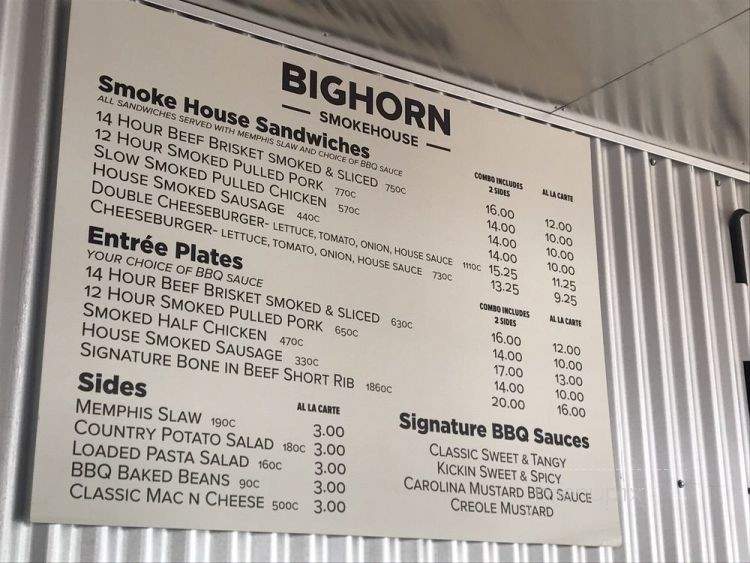 BIGHORN
SMOKEHOUSE
Smoke House Sandwiches
ALL SANDWICHES SERVED WITH MEMPHIS SLAW AND CHOICE OF BBQ SAUCE
COMBO INCLUDES 2 SIDES AL LA CARTE
14 HOUR BEEF BRISKET SMOKED & SLICED 750C 16.00 12.00
12 HOUR SMOKED PULLED PORK 770C 14.00 10.00
SLOW SMOKED PULLED CHICKEN 570C 14.00 10.00
HOUSE SMOKED SAUSAGE 440C 14.00 10.00
DOUBLE CHEESEBURGER- LETTUCE, TOMATO, ONION, HOUSE SAUCE 1110C 15.25 11.25
CHEESEBURGER- LETTUCE, TOMATO, ONION, HOUSE SAUCE 730C 13.25 9.25
Entrée Plates
YOUR CHOICE OF BBQ SAUCE
COMBO INCLUDES 2 SIDES AL LA CARTE
14 HOUR BEEF BRISKET SMOKED & SLICED 630C 16.00 12.00
12 HOUR SMOKED PULLED PORK 650C 14.00 10.00
SMOKED HALF CHICKEN 470C 17.00 13.00
HOUSE SMOKED SAUSAGE 330C 14.00 10.00
SIGNATURE BONE IN BEEF SHORT RIB 1860C 20.00 16.00
Sides
AL LA CARTE
MEMPHIS SLAW 190C 3.00
COUNTRY POTATO SALAD 180C 3.00
LOADED PASTA SALAD 160C 3.00
BBQ BAKED BEANS 90C 3.00
CLASSIC MAC N CHEESE 500C 3.00
Signature BBQ Sauces
CLASSIC SWEET & TANGY
KICKIN SWEET & SPICY
CAROLINA MUSTARD BBQ SAUCE
CREOLE MUSTARD